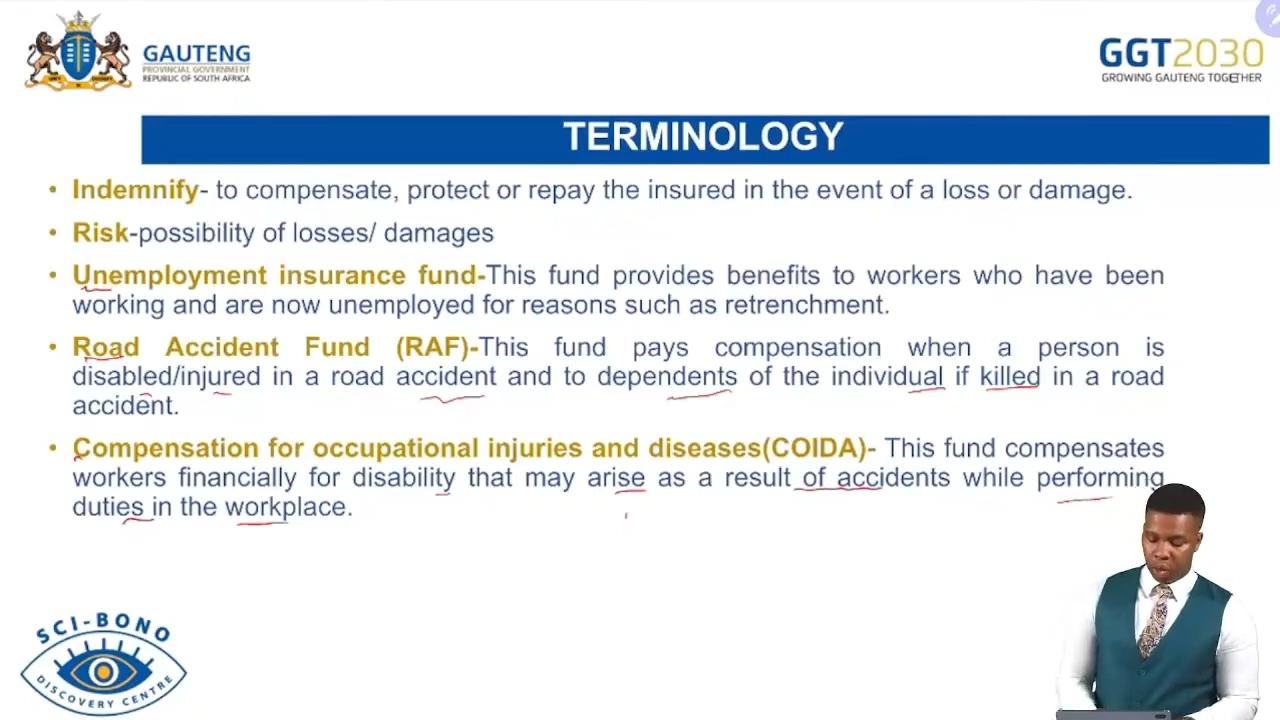 GAUTENG
PROVINCIAL GOVERNMENT
REPUBLIC OF SOUTH AFRICA
GGT2030
GROWING GAUTENG TOGETHER
TERMINOLOGY
• Indemnify- to compensate, protect or repay the insured in the event of a loss or damage.
• Risk-possibility of losses/ damages
• Unemployment insurance fund-This fund provides benefits to workers who have been
working and are now unemployed for reasons such as retrenchment.
• Road Accident Fund (RAF)-This fund pays compensation when a person is
disabled/injured in a road accident and to dependents of the individual if killed in a road
accident.
• Compensation for occupational injuries and diseases(COIDA)- This fund compensates
workers financially for disability that may arise as a result of accidents while performing
duties in the workplace.
SCI-BONO
DISCOVERY CENTRE